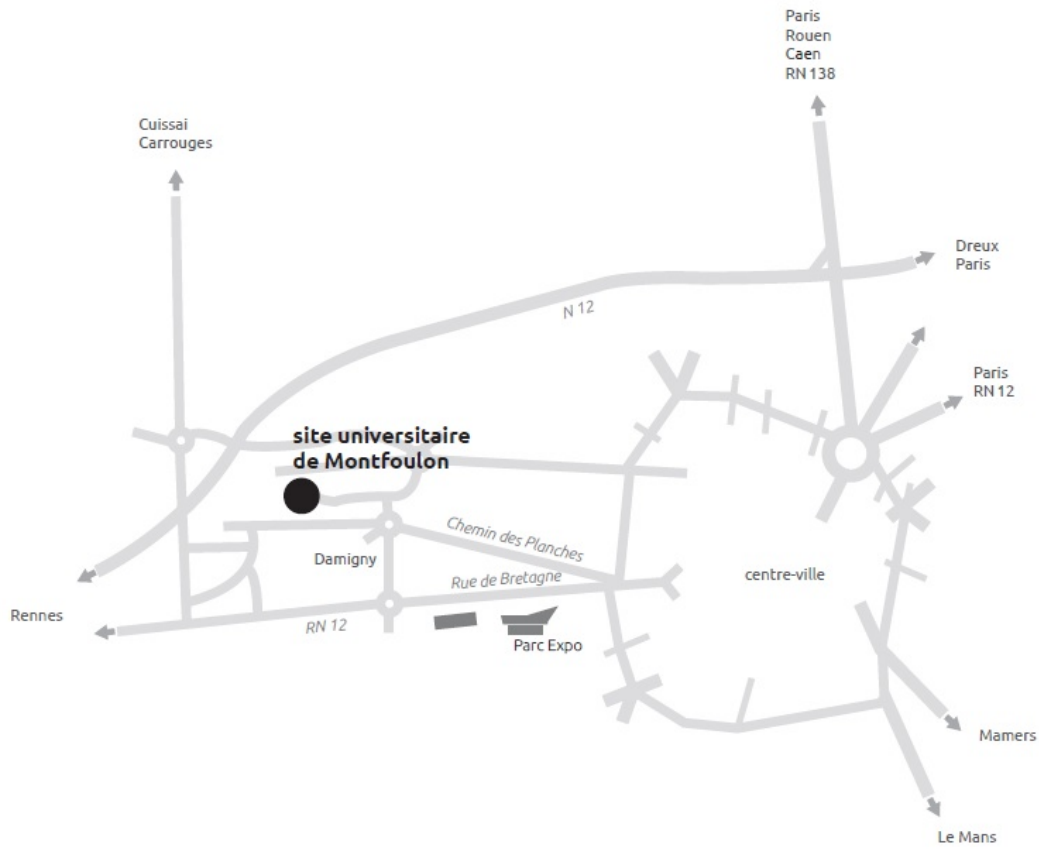 Paris
Rouen
Caen
RN 138
Cuissai
Carrouges
Dreux
Paris
N 12
Paris
RN 12
site universitaire
de Montfoulon
Chemin des Planches
Damigny
Rue de Bretagne
centre-ville
Rennes
RN 12
Parc Expo
Mamers
Le Mans